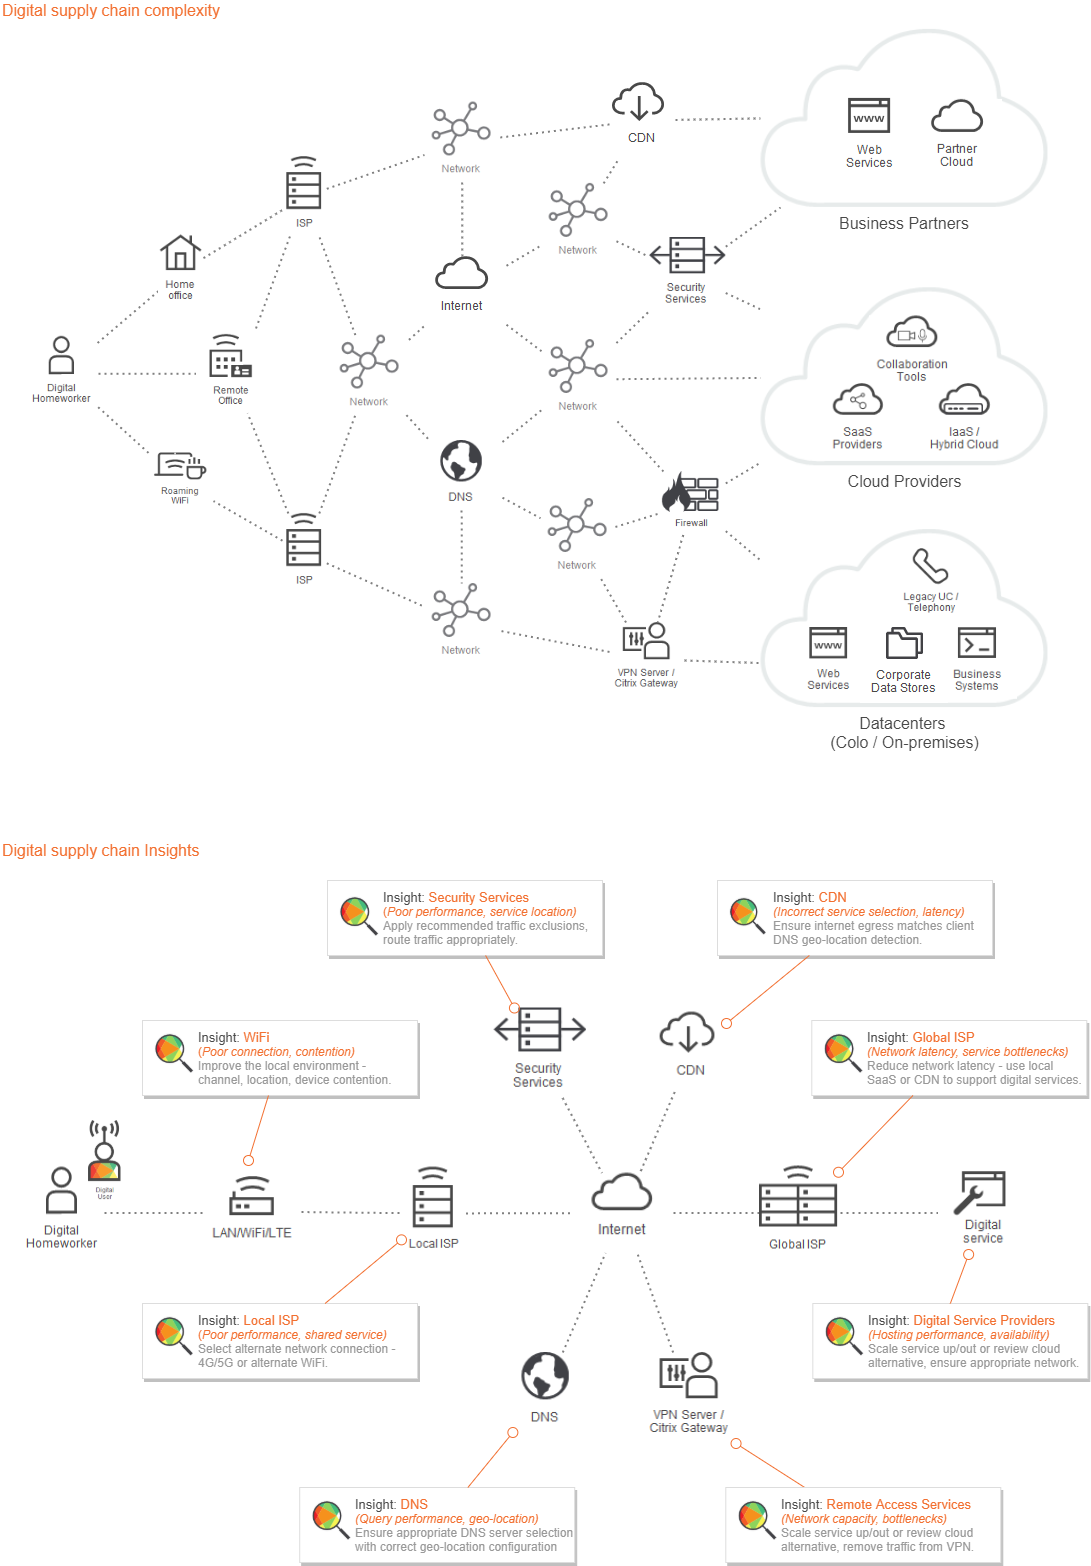 Digital supply chain complexity
CDN
WWW
Web
Services
Partner
Cloud
Business Partners
Network
ISP
Network
Home
office
Internet
Security
Services
Collaboration
Tools
SaaS
Providers
IaaS /
Hybrid Cloud
Cloud Providers
Digital
Homeworker
Remote
Office
Network
Network
Roaming
WiFi
DNS
Firewall
ISP
Network
Network
VPN Server /
Citrix Gateway
Legacy UC /
Telephony
WWW
Web
Services
Corporate
Data Stores
Business
Systems
Datacenters
(Colo / On-premises)
Digital supply chain Insights
Insight: Security Services
(Poor performance, service location)
Apply recommended traffic exclusions,
route traffic appropriately.
Insight: CDN
(Incorrect service selection, latency)
Ensure internet egress matches client
DNS geo-location detection.
Insight: WiFi
(Poor connection, contention)
Improve the local environment -
channel, location, device contention.
Security
Services
CDN
Insight: Global ISP
(Network latency, service bottlenecks)
Reduce network latency - use local
SaaS or CDN to support digital services.
Digital
User
Digital
Homeworker
LAN/WiFi/LTE
Local ISP
Internet
Global ISP
Digital
service
Insight: Local ISP
(Poor performance, shared service)
Select alternate network connection -
4G/5G or alternate WiFi.
Insight: Digital Service Providers
(Hosting performance, availability)
Scale service up/out or review cloud
alternative, ensure appropriate network.
DNS
VPN Server /
Citrix Gateway
Insight: DNS
(Query performance, geo-location)
Ensure appropriate DNS server selection
with correct geo-location configuration
Insight: Remote Access Services
(Network capacity, bottlenecks)
Scale service up/out or review cloud
alternative, remove traffic from VPN.